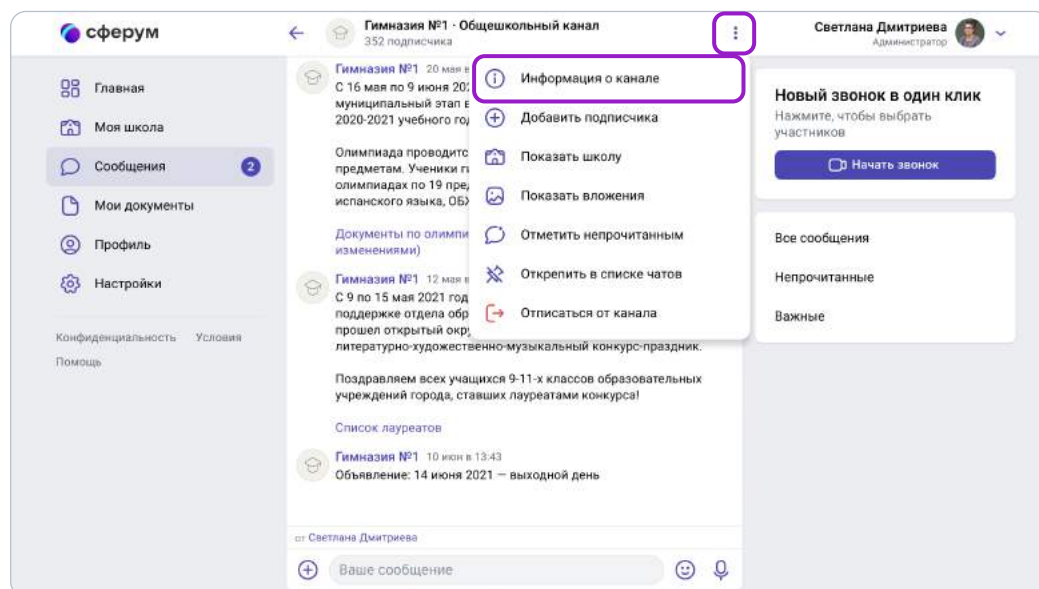 сферум
Гимназия №1 · Общешкольный канал
352 подписчика
Светлана Дмитриева
Администратор
Главная
Моя школа
Сообщения 2
Мои документы
Профиль
Настройки
Конфиденциальность Условия
Помощь
Гимназия №1 20 мая в
С 16 мая по 9 июня 202
муниципальный этап в
2020-2021 учебного го
Олимпиада проводитс
предметам. Ученики г
олимпиадах по 19 пред
испанского языка, ОБЖ
Документы по олимпи
изменениями)
Гимназия №1 12 мая в
С 9 по 15 мая 2021 год
поддержке отдела обр
прошел открытый окр
литературно-художественно-музыкальный конкурс-праздник.
Поздравляем всех учащихся 9-11-х классов образовательных
учреждений города, ставших лауреатами конкурса!
Список лауреатов
Гимназия №1 10 июн в 13:43
Объявление: 14 июня 2021 — выходной день
от Светлана Дмитриева
Ваше сообщение
Информация о канале
Добавить подписчика
Показать школу
Показать вложения
Отметить непрочитанным
Открепить в списке чатов
Отписаться от канала
Новый звонок в один клик
Нажмите, чтобы выбрать
участников
Начать звонок
Все сообщения
Непрочитанные
Важные